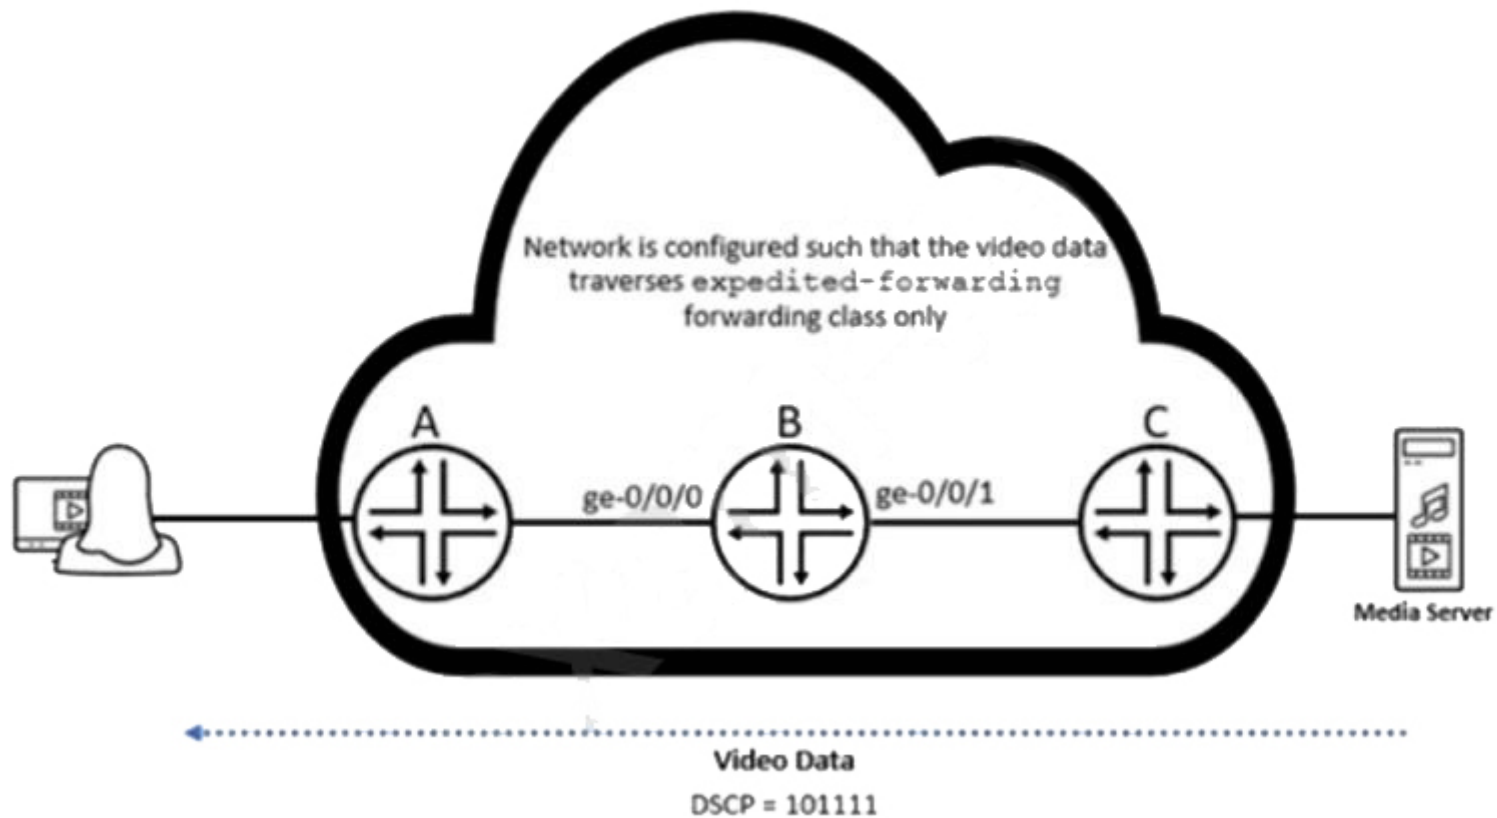 Network is configured such that the video data
traverses expedited-forwarding
forwarding class only
A
B
C
ge-0/0/0
ge-0/0/1
Media Server
Video Data
DSCP = 101111